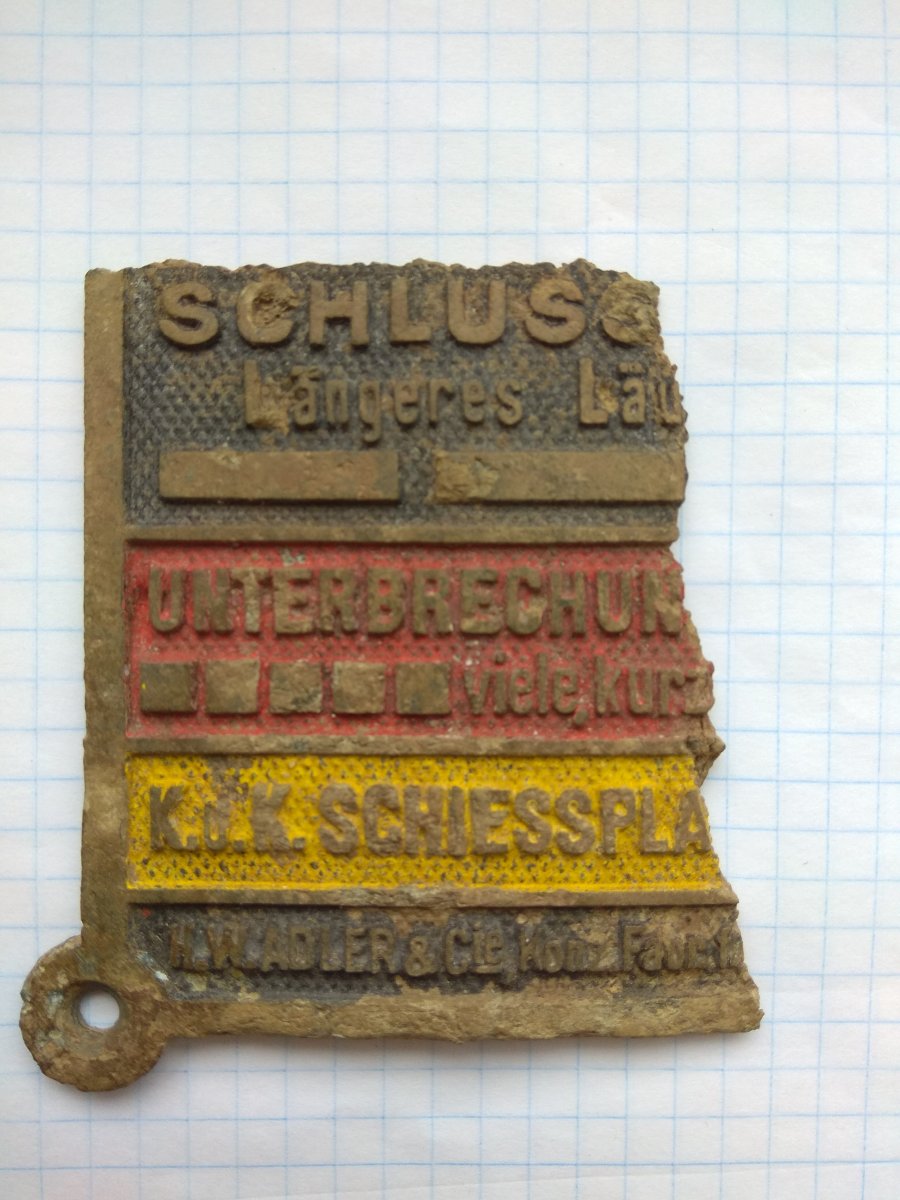 SCHLUSS
Längeres Läu
UNTERBRECHUN
viele, kurz
K.u.K. SCHIESSPLA
H.W. ADLER & Cie,